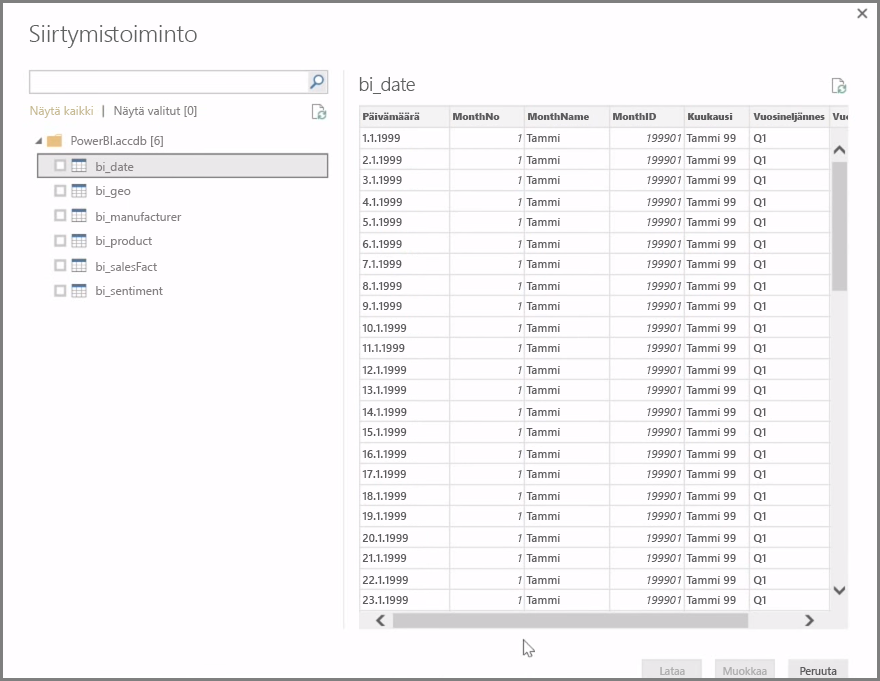 Siirtymistoiminto
Näytä kaikki | Näytä valitut [0]
PowerBI.accdb [6]
bi_date
bi_geo
bi_manufacturer
bi_product
bi_salesFact
bi_sentiment
bi_date
Päivämäärä MonthNo MonthName MonthID Kuukausi Vuosineljännes Vuo
1.1.1999 1 Tammi 199901 Tammi 99 Q1
2.1.1999 1 Tammi 199901 Tammi 99 Q1
3.1.1999 1 Tammi 199901 Tammi 99 Q1
4.1.1999 1 Tammi 199901 Tammi 99 Q1
5.1.1999 1 Tammi 199901 Tammi 99 Q1
6.1.1999 1 Tammi 199901 Tammi 99 Q1
7.1.1999 1 Tammi 199901 Tammi 99 Q1
8.1.1999 1 Tammi 199901 Tammi 99 Q1
9.1.1999 1 Tammi 199901 Tammi 99 Q1
10.1.1999 1 Tammi 199901 Tammi 99 Q1
11.1.1999 1 Tammi 199901 Tammi 99 Q1
12.1.1999 1 Tammi 199901 Tammi 99 Q1
13.1.1999 1 Tammi 199901 Tammi 99 Q1
14.1.1999 1 Tammi 199901 Tammi 99 Q1
15.1.1999 1 Tammi 199901 Tammi 99 Q1
16.1.1999 1 Tammi 199901 Tammi 99 Q1
17.1.1999 1 Tammi 199901 Tammi 99 Q1
18.1.1999 1 Tammi 199901 Tammi 99 Q1
19.1.1999 1 Tammi 199901 Tammi 99 Q1
20.1.1999 1 Tammi 199901 Tammi 99 Q1
21.1.1999 1 Tammi 199901 Tammi 99 Q1
22.1.1999 1 Tammi 199901 Tammi 99 Q1
23.1.1999 1 Tammi 199901 Tammi 99 Q1
Lataa Muokkaa Peruuta